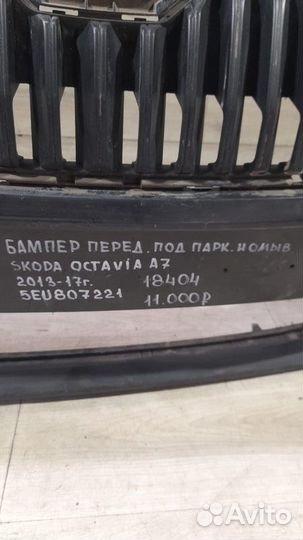 БАМПЕР ПЕРЕД. ПОД ПАРК. И ОМЫВ
SKODA OCTAVIA A7
2013-17г. 18404
5EU807221 11.000р
Avito